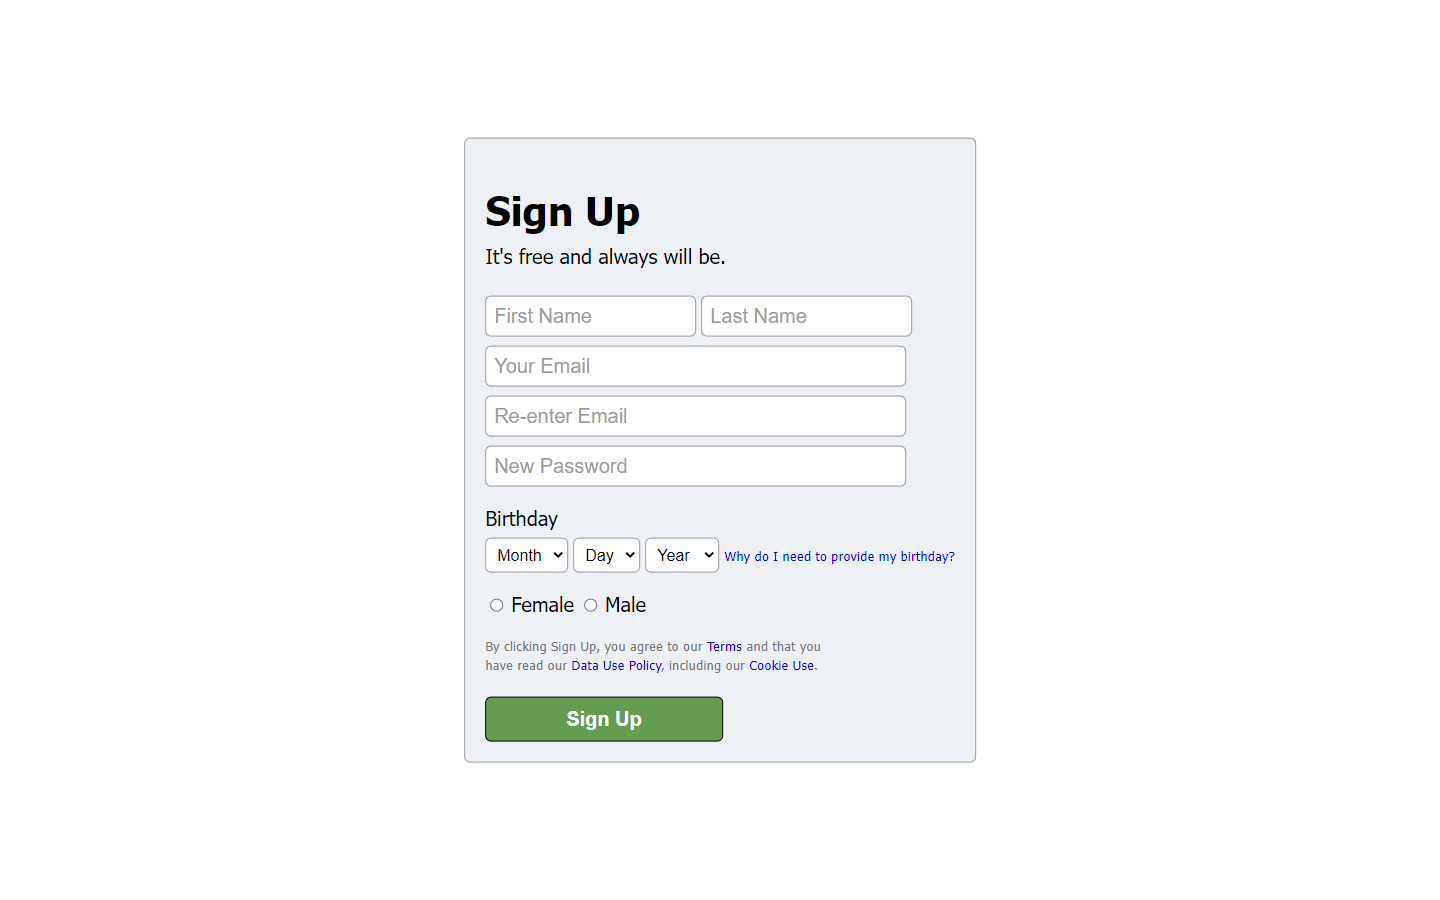 Sign Up
It's free and always will be.
First Name Last Name
Your Email
Re-enter Email
New Password
Birthday
Month Day Year Why do I need to provide my birthday?
Female Male
By clicking Sign Up, you agree to our Terms and that you
have read our Data Use Policy, including our Cookie Use.
Sign Up